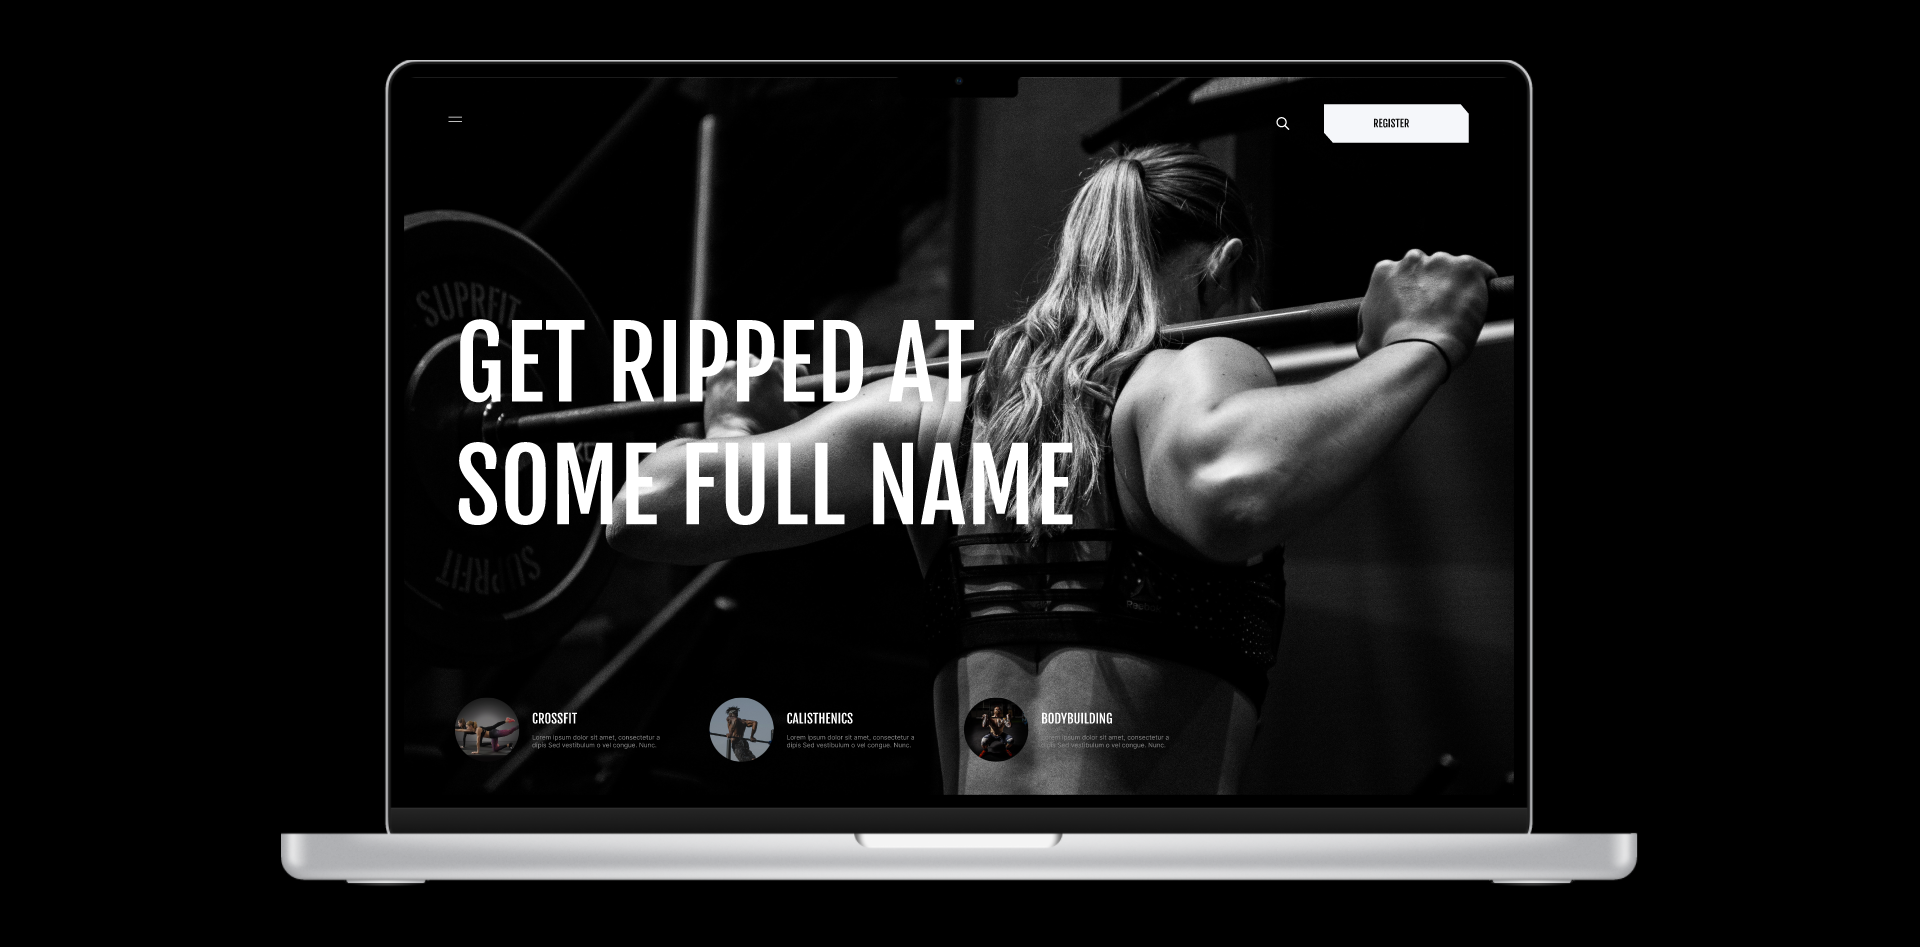 REGISTER
SUPRFIT
GET RIPPED AT
SOME FULL NAME
SUPRFIT
CROSSFIT
Lorem ipsum dolor sit amet, consectetur a
dipis Sed vestibulum o vel congue. Nunc.
CALISTHENICS
Lorem ipsum dolor sit amet, consectetur a
dipis Sed vestibulum o vel congue. Nunc.
BODYBUILDING
Lorem ipsum dolor sit amet, consectetur a
dipis Sed vestibulum o vel congue. Nunc.